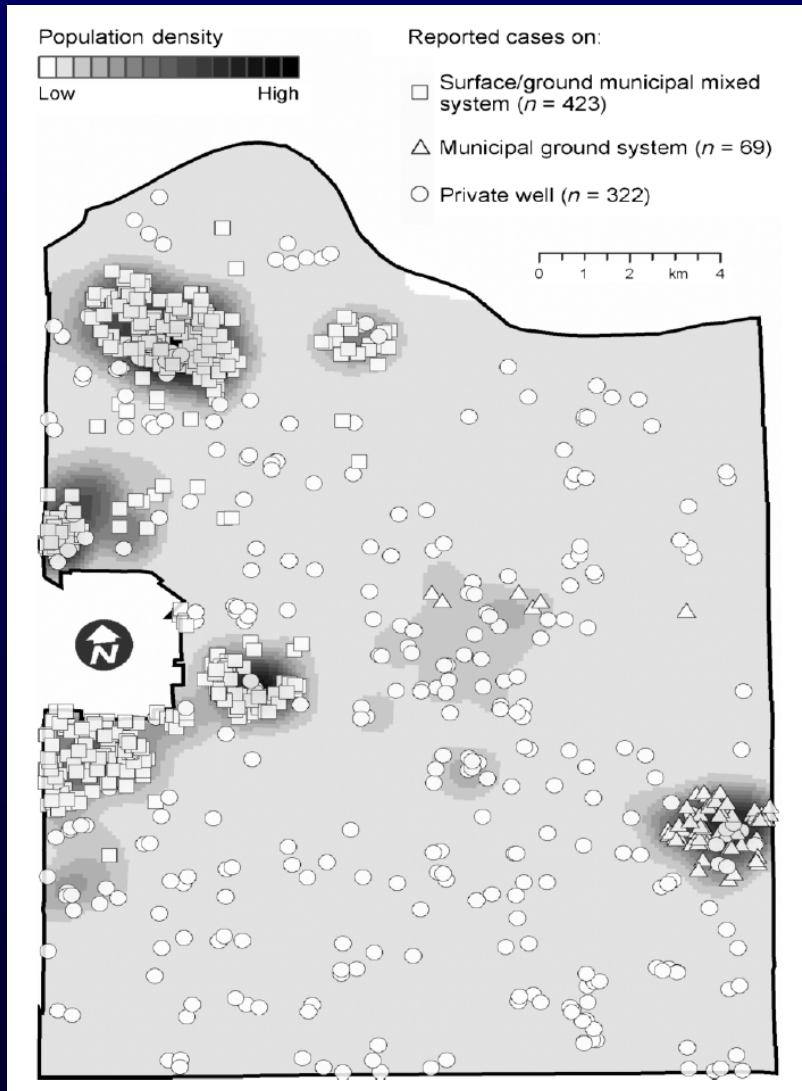 Population density
Low High
Reported cases on:
Surface/ground municipal mixed
system (n = 423)
Municipal ground system (n = 69)
Private well (n = 322)
0 2 km 4
N